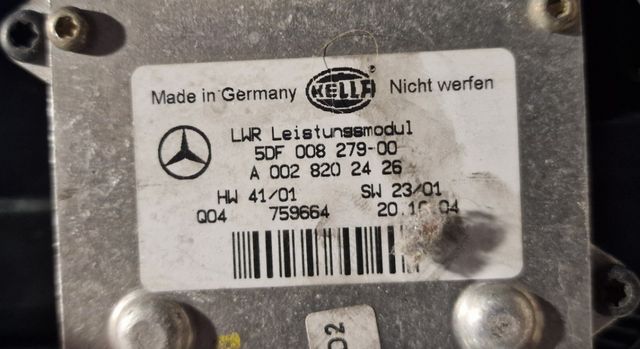 Made in Germany HELLA Nicht werfen
LWR Leistungsmodul
5DF 008 279-00
A 002 820 24 26
HW 41/01 SW 23/01
Q04 759664
02